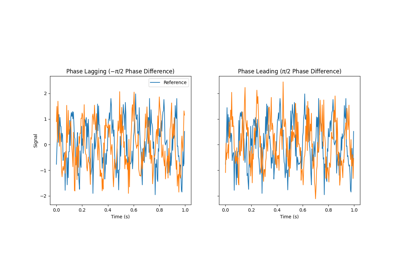 Phase Lagging (−π/2 Phase Difference)
Reference
2
1
0
−1
−2
Signal
0.0 0.2 0.4 0.6 0.8 1.0
Time (s)
Phase Leading (π/2 Phase Difference)
0.0 0.2 0.4 0.6 0.8 1.0
Time (s)